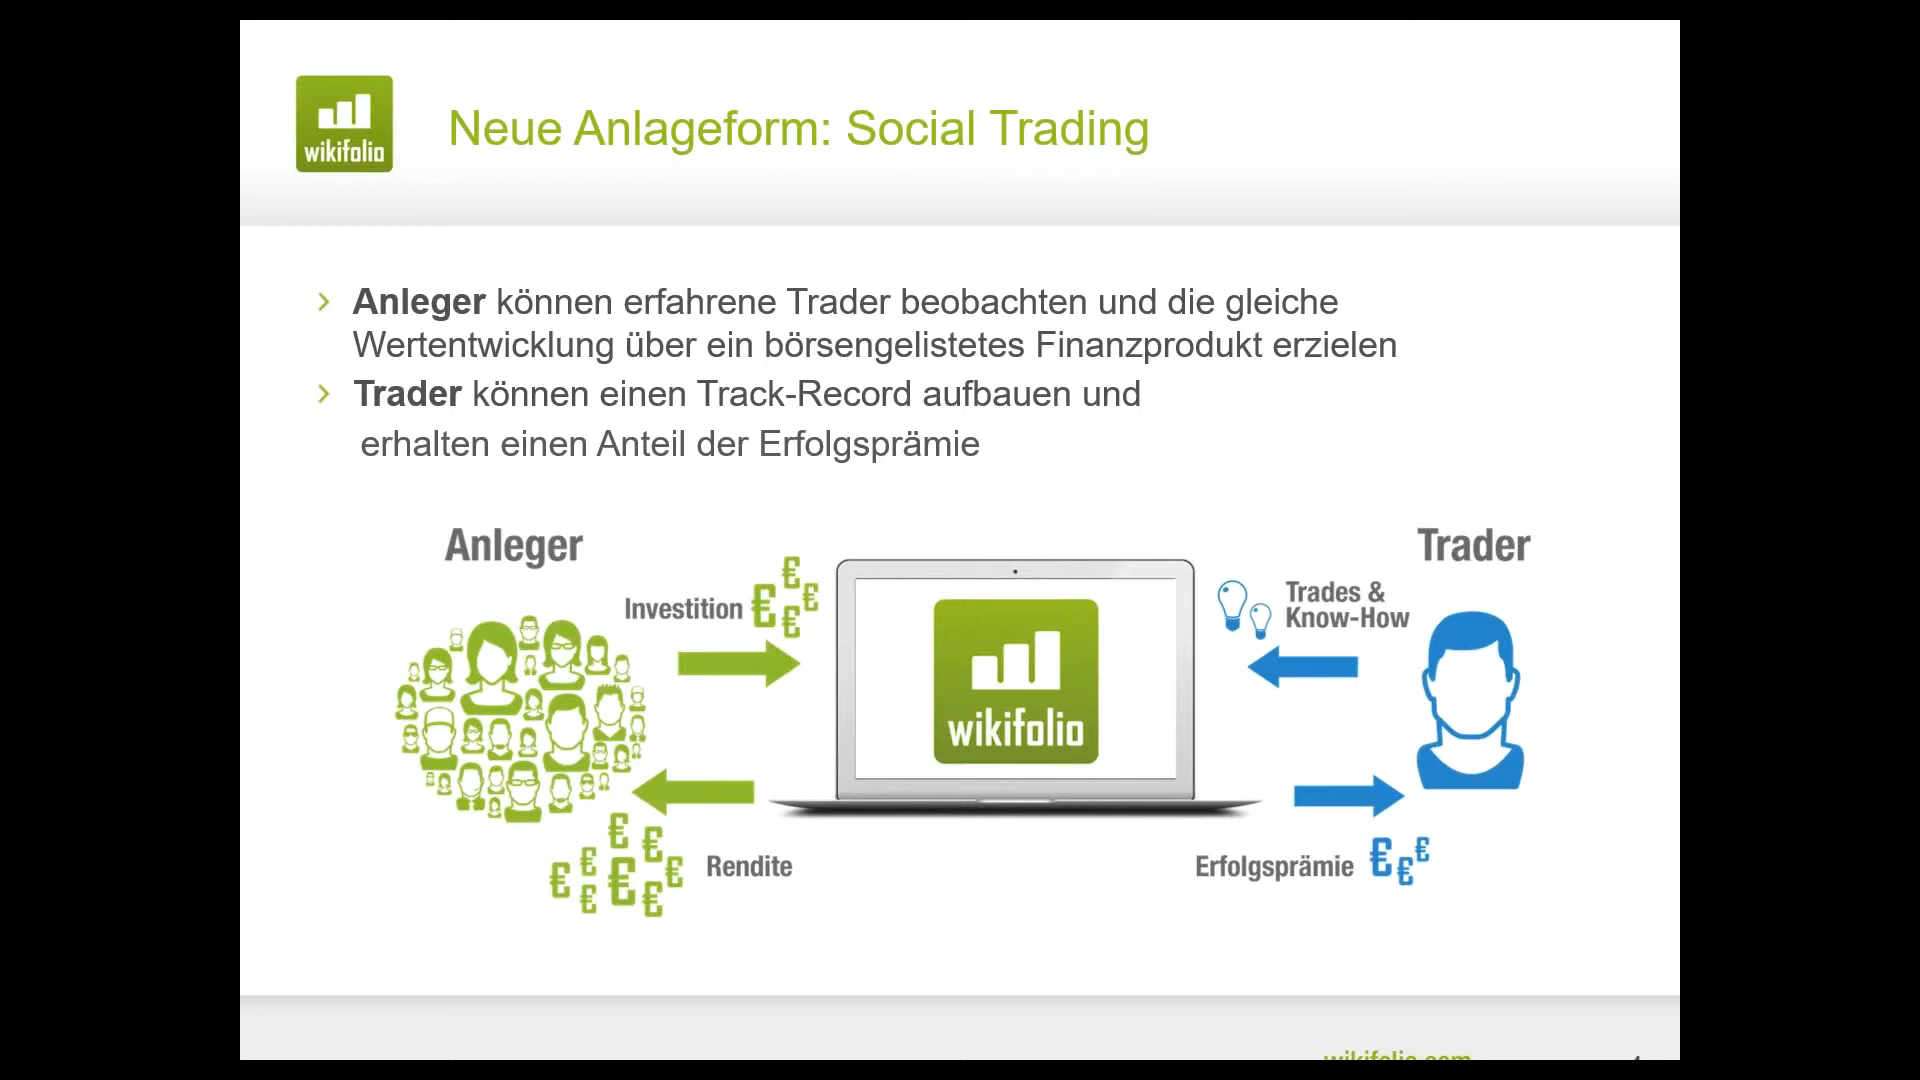 wikifolio
Neue Anlageform: Social Trading
Anleger können erfahrene Trader beobachten und die gleiche
Wertentwicklung über ein börsengelistetes Finanzprodukt erzielen
Trader können einen Track-Record aufbauen und
erhalten einen Anteil der Erfolgsprämie
Anleger
Trader
Investition
Trades &
Know-How
wikifolio
Rendite
Erfolgsprämie
wikifolio.com